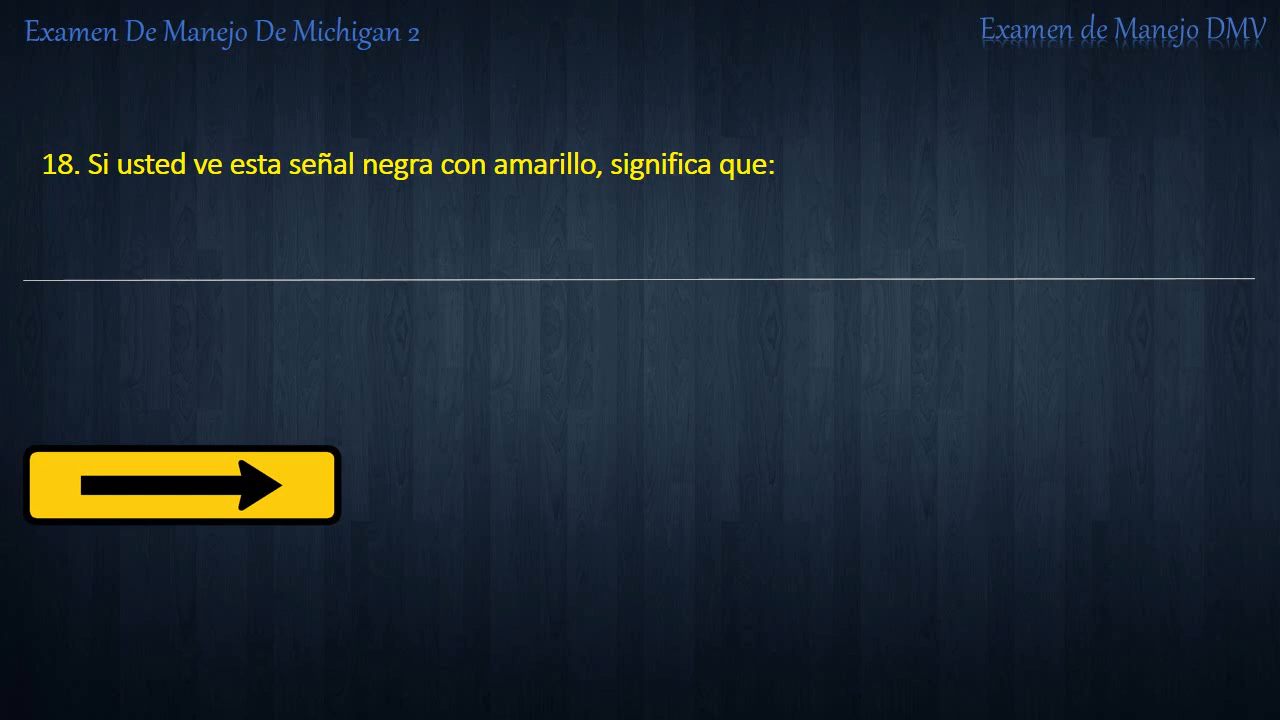 Examen De Manejo De Michigan 2
Examen de Manejo DMV
18. Si usted ve esta señal negra con amarillo, significa que: